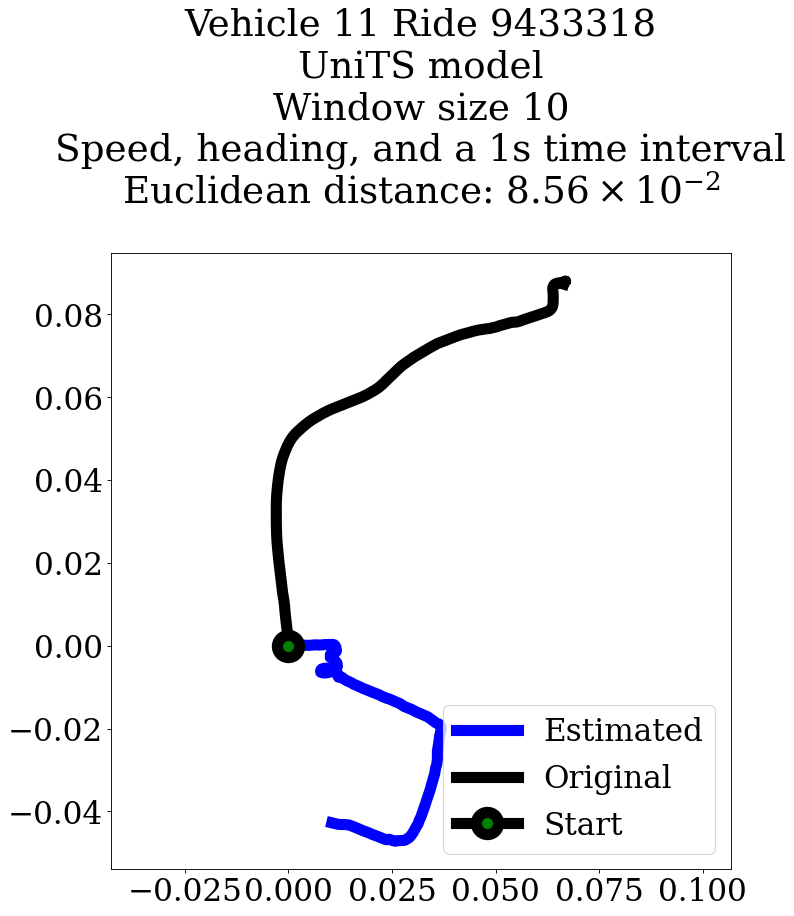 Vehicle 11 Ride 9433318
UniTS model
Window size 10
Speed, heading, and a 1s time interval
Euclidean distance: 8.56 × 10⁻²
0.08
0.06
0.04
0.02
0.00
−0.02
−0.04
Estimated
Original
Start
−0.025 0.000 0.025 0.050 0.075 0.100